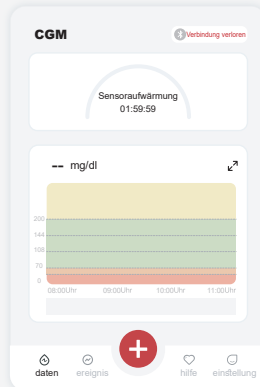 CGM
Verbindung verloren
Sensoraufwärmung
01:59:59
-- mg/dl
200
144
108
70
0
08:00Uhr 09:00Uhr 10:00Uhr 11:00Uhr
daten ereignis hilfe einstellung